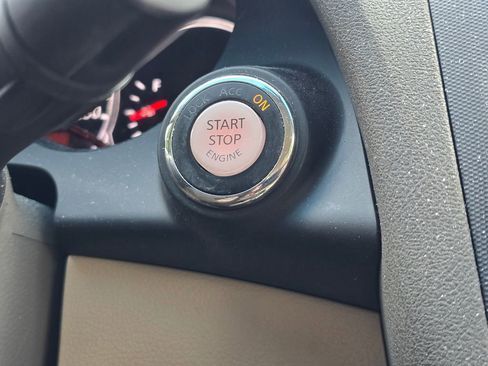 LOCK ACC ON
START
STOP
ENGINE
F